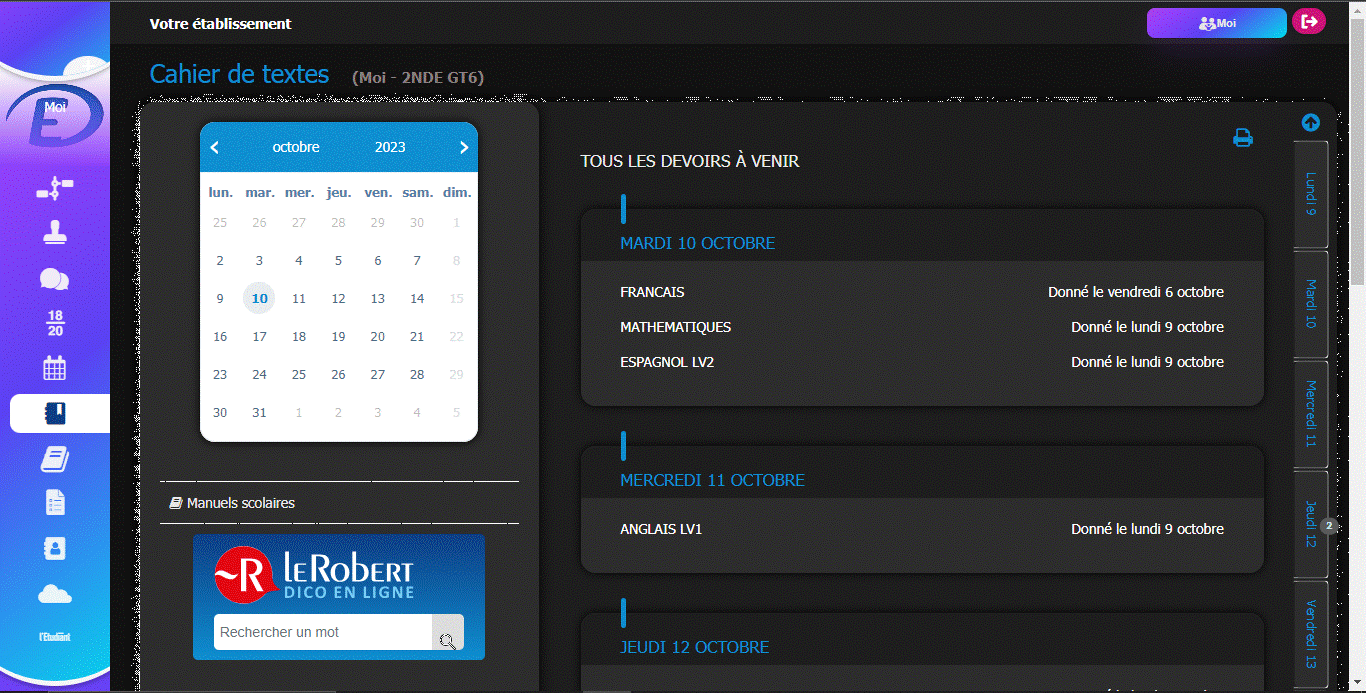 Votre établissement
Moi
Cahier de textes (Moi - 2NDE GT6)
Moi
18
20
l'Etudiant
octobre 2023
lun. mar. mer. jeu. ven. sam. dim.
25 26 27 28 29 30 1
2 3 4 5 6 7 8
9 10 11 12 13 14 15
16 17 18 19 20 21 22
23 24 25 26 27 28 29
30 31 1 2 3 4 5
Manuels scolaires
~R LE ROBERT
DICO EN LIGNE
Rechercher un mot
TOUS LES DEVOIRS À VENIR
MARDI 10 OCTOBRE
FRANCAIS Donné le vendredi 6 octobre
MATHEMATIQUES Donné le lundi 9 octobre
ESPAGNOL LV2 Donné le lundi 9 octobre
MERCREDI 11 OCTOBRE
ANGLAIS LV1 Donné le lundi 9 octobre
JEUDI 12 OCTOBRE
Lundi 9
Mardi 10
Mercredi 11
Jeudi 12
2
Vendredi 13